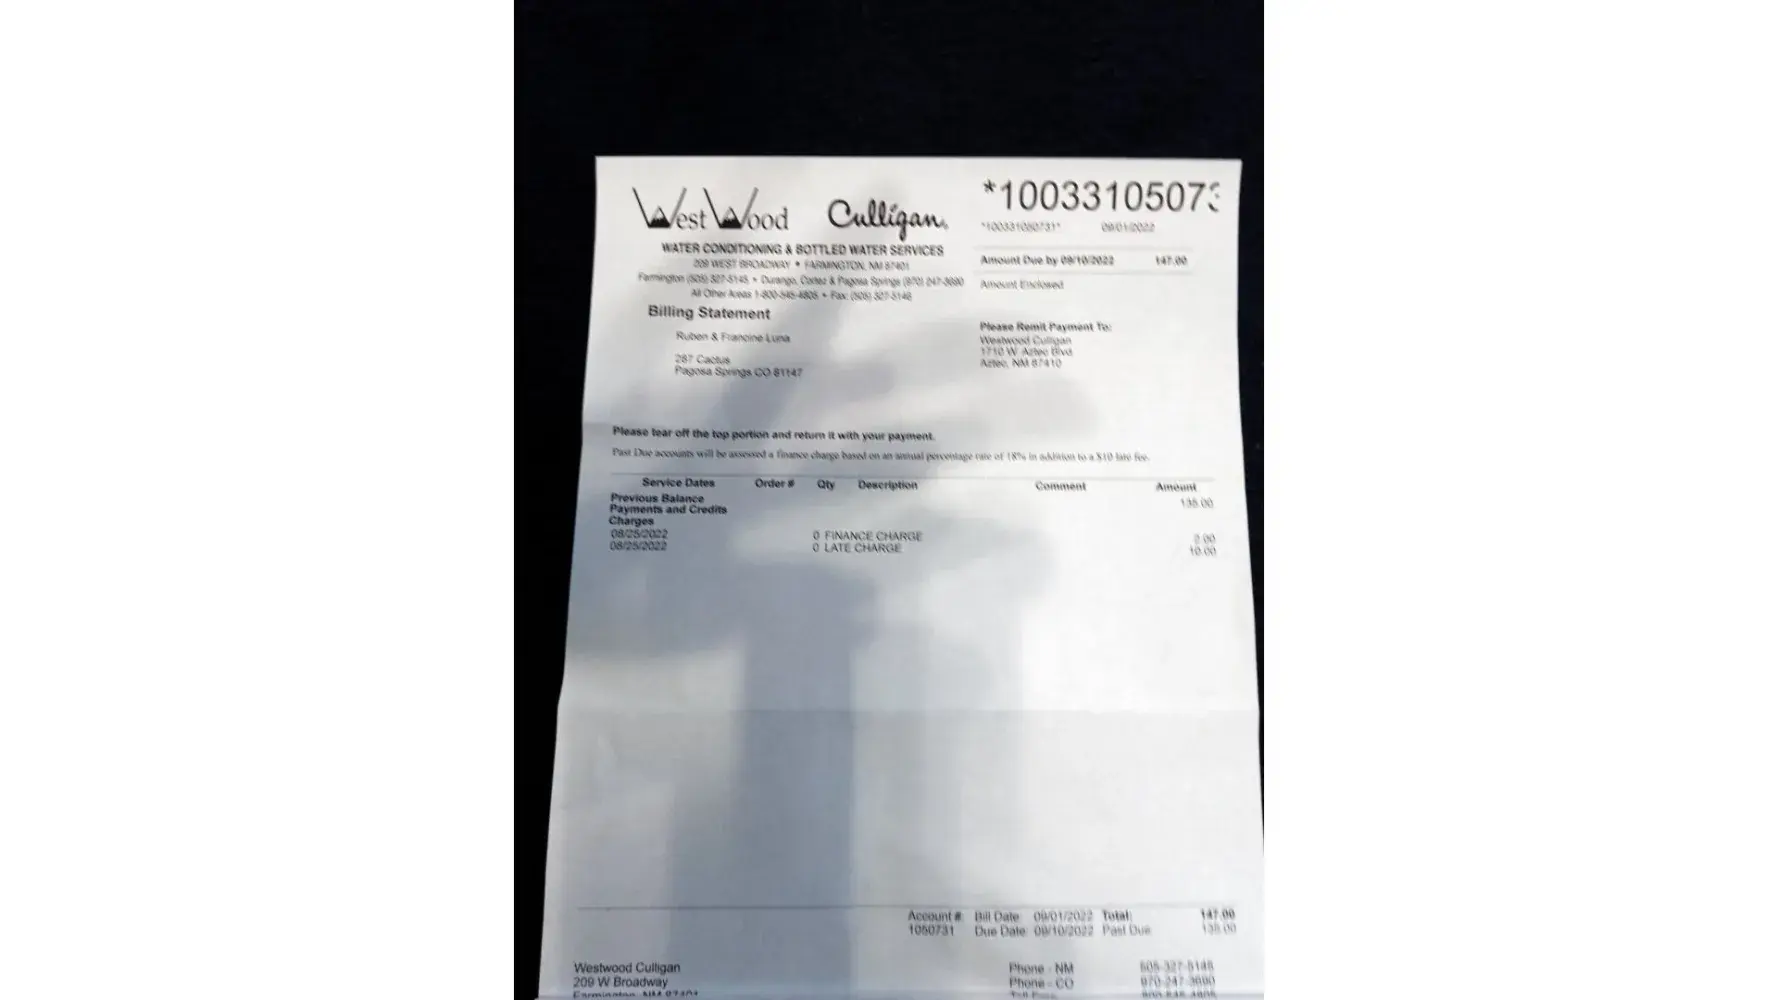 WestWood Culligan.
WATER CONDITIONING & BOTTLED WATER SERVICES
209 WEST BROADWAY • FARMINGTON, NM 87401
Farmington (505) 327-5145 • Durango, Cortez & Pagosa Springs (970) 247-3690
All Other Areas 1-800-545-4805 • Fax: (505) 327-5146
*1003310507
*100331050731* 09/01/2022
Amount Due by 09/10/2022 147.00
Amount Enclosed
Billing Statement
Ruben & Francine Luna
287 Cactus
Pagosa Springs CO 81147
Please Remit Payment To:
Westwood Culligan
1710 W. Aztec Blvd
Aztec, NM 87410
Please tear off the top portion and return it with your payment.
Past Due accounts will be assessed a finance charge based on an annual percentage rate of 18% in addition to a $10 late fee.
Service Dates Order # Qty Description Comment Amount
Previous Balance 135.00
Payments and Credits
Charges
08/25/2022 0 FINANCE CHARGE 2.00
08/25/2022 0 LATE CHARGE 10.00
Account # Bill Date 09/01/2022 Total: 147.00
1050731 Due Date 09/10/2022 Past Due 135.00
Westwood Culligan Phone - NM 505-327-5145
209 W Broadway Phone - CO 970-247-3690
Farmington, NM 87401